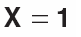 X = 1